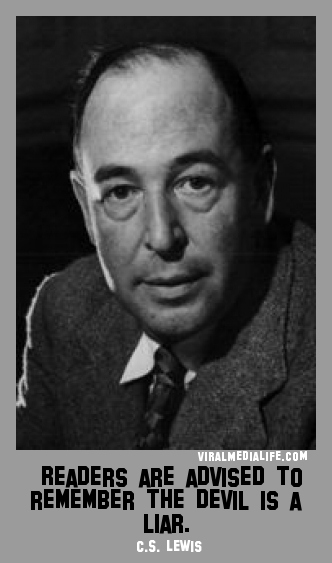 VIRALMEDIALIFE.COM
READERS ARE ADVISED TO
REMEMBER THE DEVIL IS A
LIAR.
C.S. LEWIS